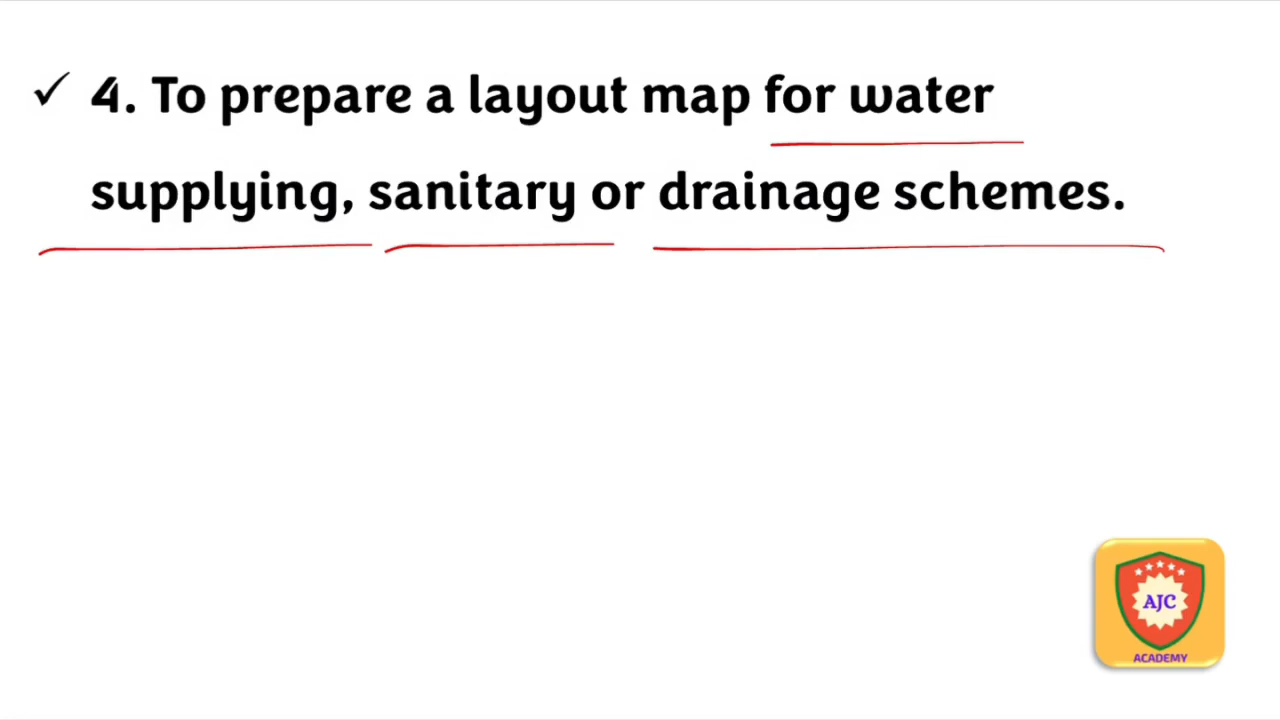 ✓ 4. To prepare a layout map for water
supplying, sanitary or drainage schemes.
AJC
ACADEMY